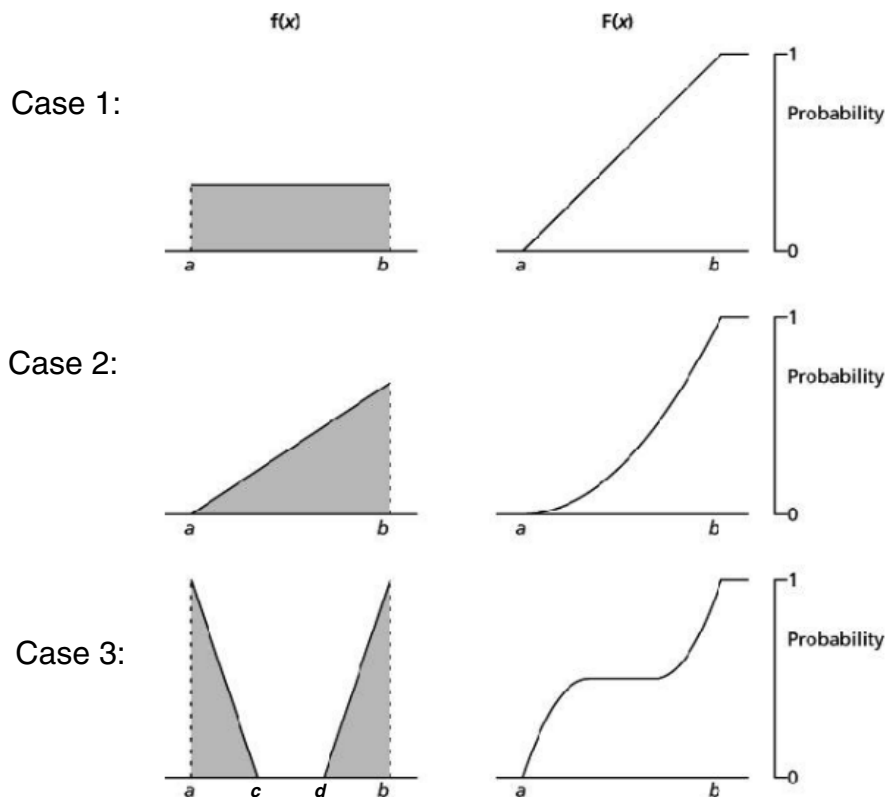 f(x) F(x)
Case 1:
1
Probability
0
a b a b
Case 2:
1
Probability
0
a b a b
Case 3:
1
Probability
0
a c d b a b